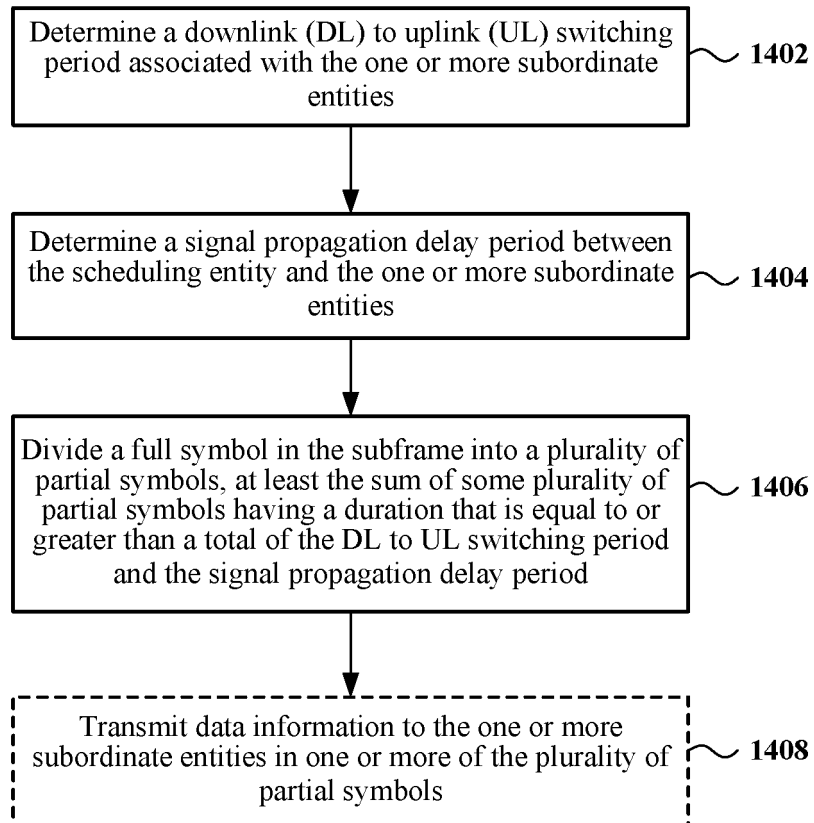 Determine a downlink (DL) to uplink (UL) switching
period associated with the one or more subordinate
entities
1402
Determine a signal propagation delay period between
the scheduling entity and the one or more subordinate
entities
1404
Divide a full symbol in the subframe into a plurality of
partial symbols, at least the sum of some plurality of
partial symbols having a duration that is equal to or
greater than a total of the DL to UL switching period
and the signal propagation delay period
1406
Transmit data information to the one or more
subordinate entities in one or more of the plurality of
partial symbols
1408